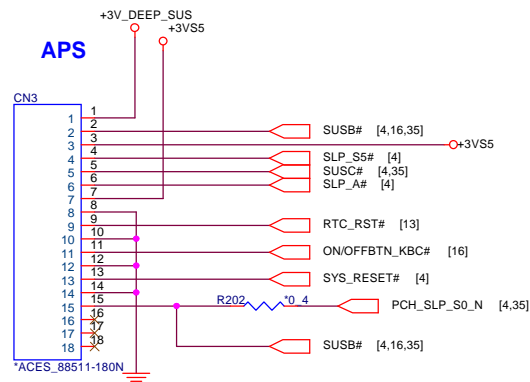 +3V_DEEP_SUS
+3VS5
APS
CN3
1 1
2 2 SUSB# [4,16,35]
3 3 +3VS5
4 4 SLP_S5# [4]
5 5 SUSC# [4,35]
6 6 SLP_A# [4]
7 7
8 8
9 9 RTC_RST# [13]
10 10
11 11 ON/OFFBTN_KBC# [16]
12 12
13 13 SYS_RESET# [4]
14 14
15 15 R202 *0_4 PCH_SLP_S0_N [4,35]
16 16
17 17
18 18 SUSB# [4,16,35]
*ACES_88511-180N